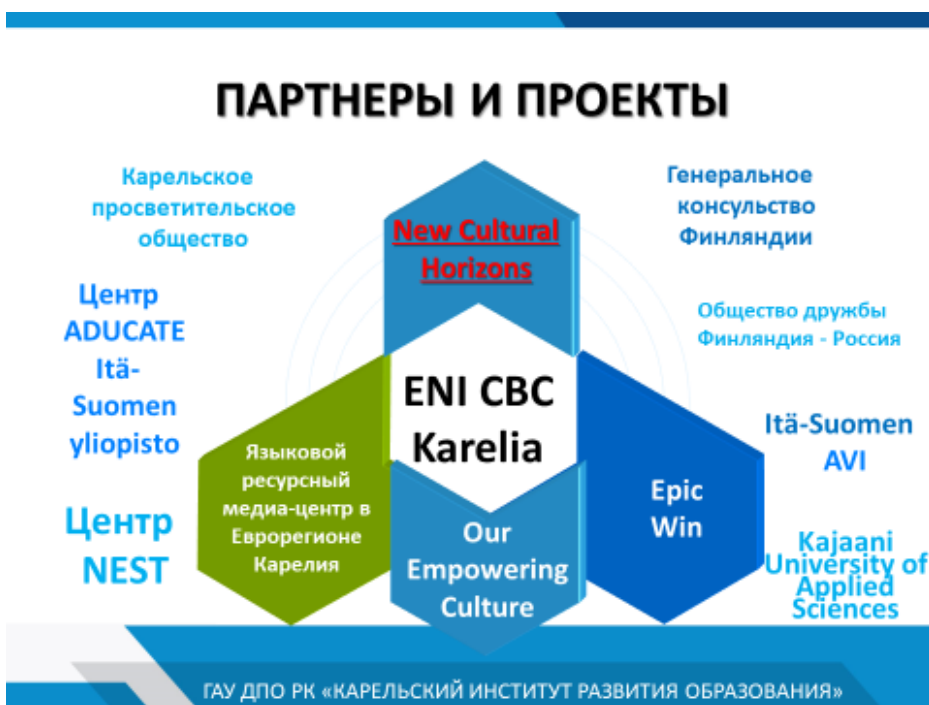 ПАРТНЕРЫ И ПРОЕКТЫ
Карельское
просветительское
общество
Центр
ADUCATE
Itä-
Suomen
yliopisto
Центр
NEST
New Cultural
Horizons
ENI CBC
Karelia
Языковой
ресурсный
медиа-центр в
Еврорегионе
Карелия
Our
Empowering
Culture
Epic
Win
Генеральное
консульство
Финляндии
Общество дружбы
Финляндия - Россия
Itä-Suomen
AVI
Kajaani
University of
Applied
Sciences
ГАУ ДПО РК «КАРЕЛЬСКИЙ ИНСТИТУТ РАЗВИТИЯ ОБРАЗОВАНИЯ»